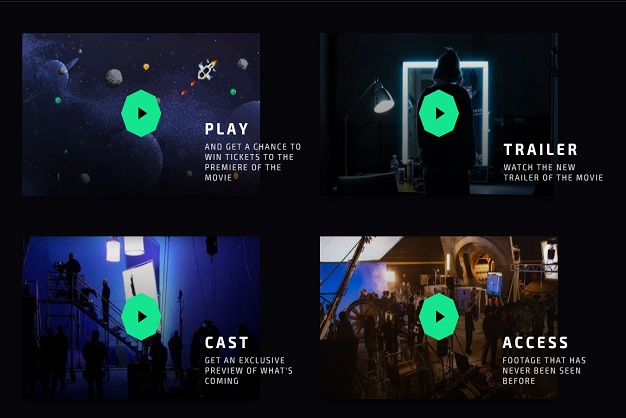 PLAY
AND GET A CHANCE TO
WIN TICKETS TO THE
PREMIERE OF THE
MOVIE
TRAILER
WATCH THE NEW
TRAILER OF THE MOVIE
CAST
GET AN EXCLUSIVE
PREVIEW OF WHAT'S
COMING
ACCESS
FOOTAGE THAT HAS
NEVER BEEN SEEN
BEFORE